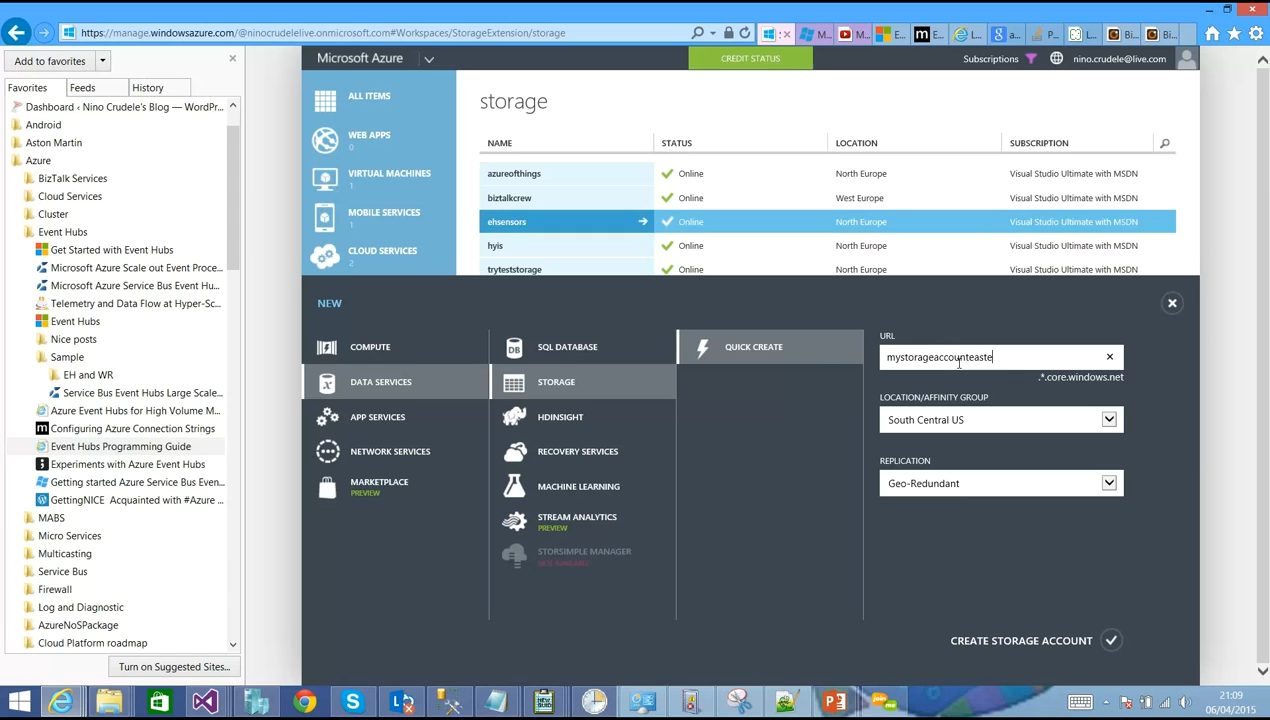 https://manage.windowsazure.com/@ninocrudelelive.onmicrosoft.com#Workspaces/StorageExtension/storage
M...
M...
E...
E...
L...
a...
P...
L...
Bi...
Bi...
Add to favorites
Favorites
Feeds
History
Dashboard ‹ Nino Crudele's Blog — WordPr...
Android
Aston Martin
Azure
BizTalk Services
Cloud Services
Cluster
Event Hubs
Get Started with Event Hubs
Microsoft Azure Scale out Event Proce...
Microsoft Azure Service Bus Event Hu...
Telemetry and Data Flow at Hyper-Sc...
Event Hubs
Nice posts
Sample
EH and WR
Service Bus Event Hubs Large Scale...
Azure Event Hubs for High Volume M...
Configuring Azure Connection Strings
Event Hubs Programming Guide
Experiments with Azure Event Hubs
Getting started Azure Service Bus Even...
GettingNICE Acquainted with #Azure ...
MABS
Micro Services
Multicasting
Service Bus
Firewall
Log and Diagnostic
AzureNoSPackage
Cloud Platform roadmap
Turn on Suggested Sites...
Microsoft Azure
CREDIT STATUS
Subscriptions
nino.crudele@live.com
ALL ITEMS
WEB APPS
0
VIRTUAL MACHINES
1
MOBILE SERVICES
1
CLOUD SERVICES
2
storage
NAME STATUS LOCATION SUBSCRIPTION
azureofthings Online North Europe Visual Studio Ultimate with MSDN
biztalkcrew Online West Europe Visual Studio Ultimate with MSDN
ehsensors Online North Europe Visual Studio Ultimate with MSDN
hyis Online North Europe Visual Studio Ultimate with MSDN
tryteststorage Online North Europe Visual Studio Ultimate with MSDN
NEW
COMPUTE
DATA SERVICES
APP SERVICES
NETWORK SERVICES
MARKETPLACE
PREVIEW
SQL DATABASE
STORAGE
HDINSIGHT
RECOVERY SERVICES
MACHINE LEARNING
STREAM ANALYTICS
PREVIEW
STORSIMPLE MANAGER
QUICK CREATE
URL
mystorageaccounteaste
.*.core.windows.net
LOCATION/AFFINITY GROUP
South Central US
REPLICATION
Geo-Redundant
CREATE STORAGE ACCOUNT
21:09
06/04/2015